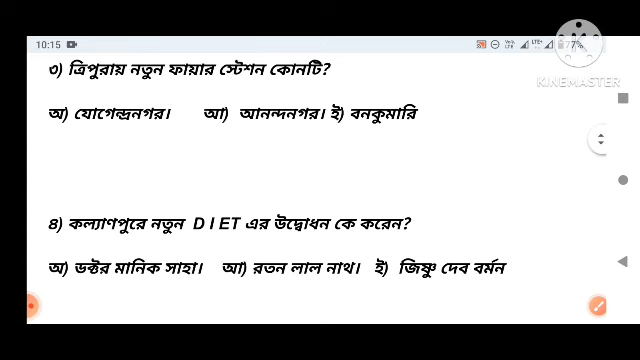 10:15
77%
KINEMASTER
৩) ত্রিপুরায় নতুন ফায়ার স্টেশন কোনটি?
অ) যোগেন্দ্রনগর। আ) আনন্দনগর। ই) বনকুমারি
৪) কল্যাণপুরে নতুন D I ET এর উদ্বোধন কে করেন?
অ) ডক্টর মানিক সাহা। আ) রতন লাল নাথ। ই) জিষ্ণু দেব বর্মন